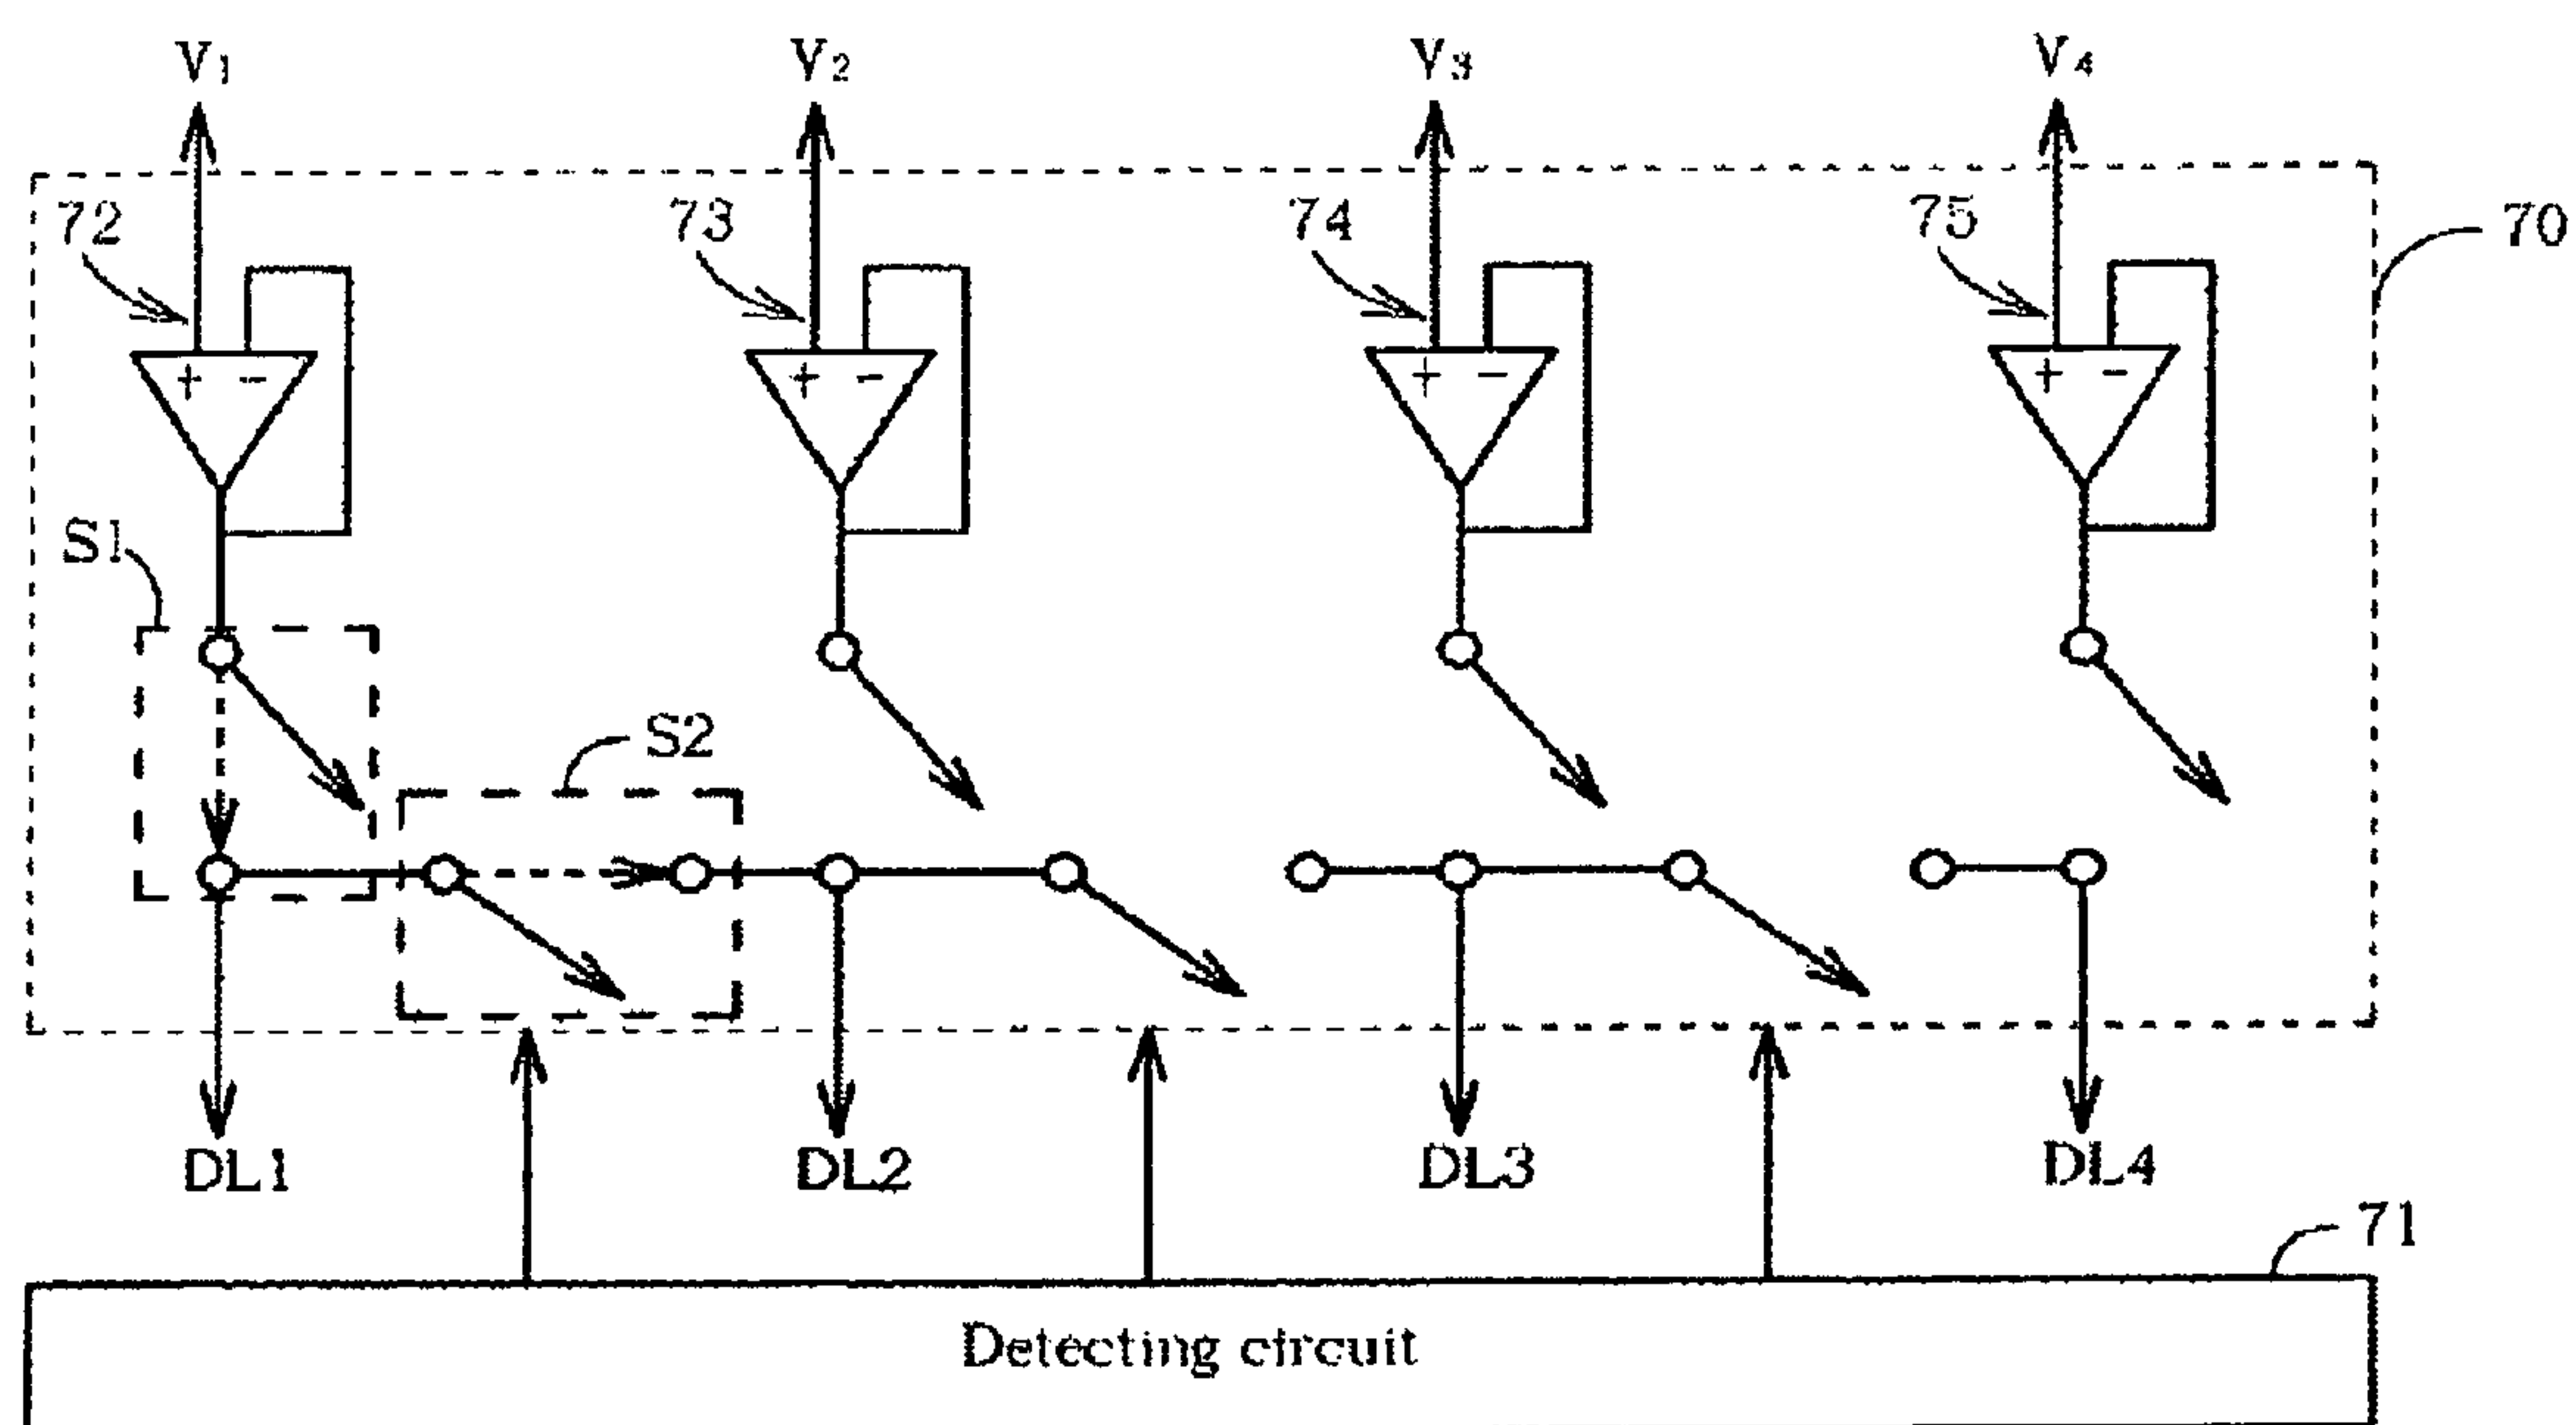 V₁ V₂ V₃ V₄
72 73 74 75 70
+ − + − + − + −
S1
S2
DL1 DL2 DL3 DL4
71
Detecting circuit